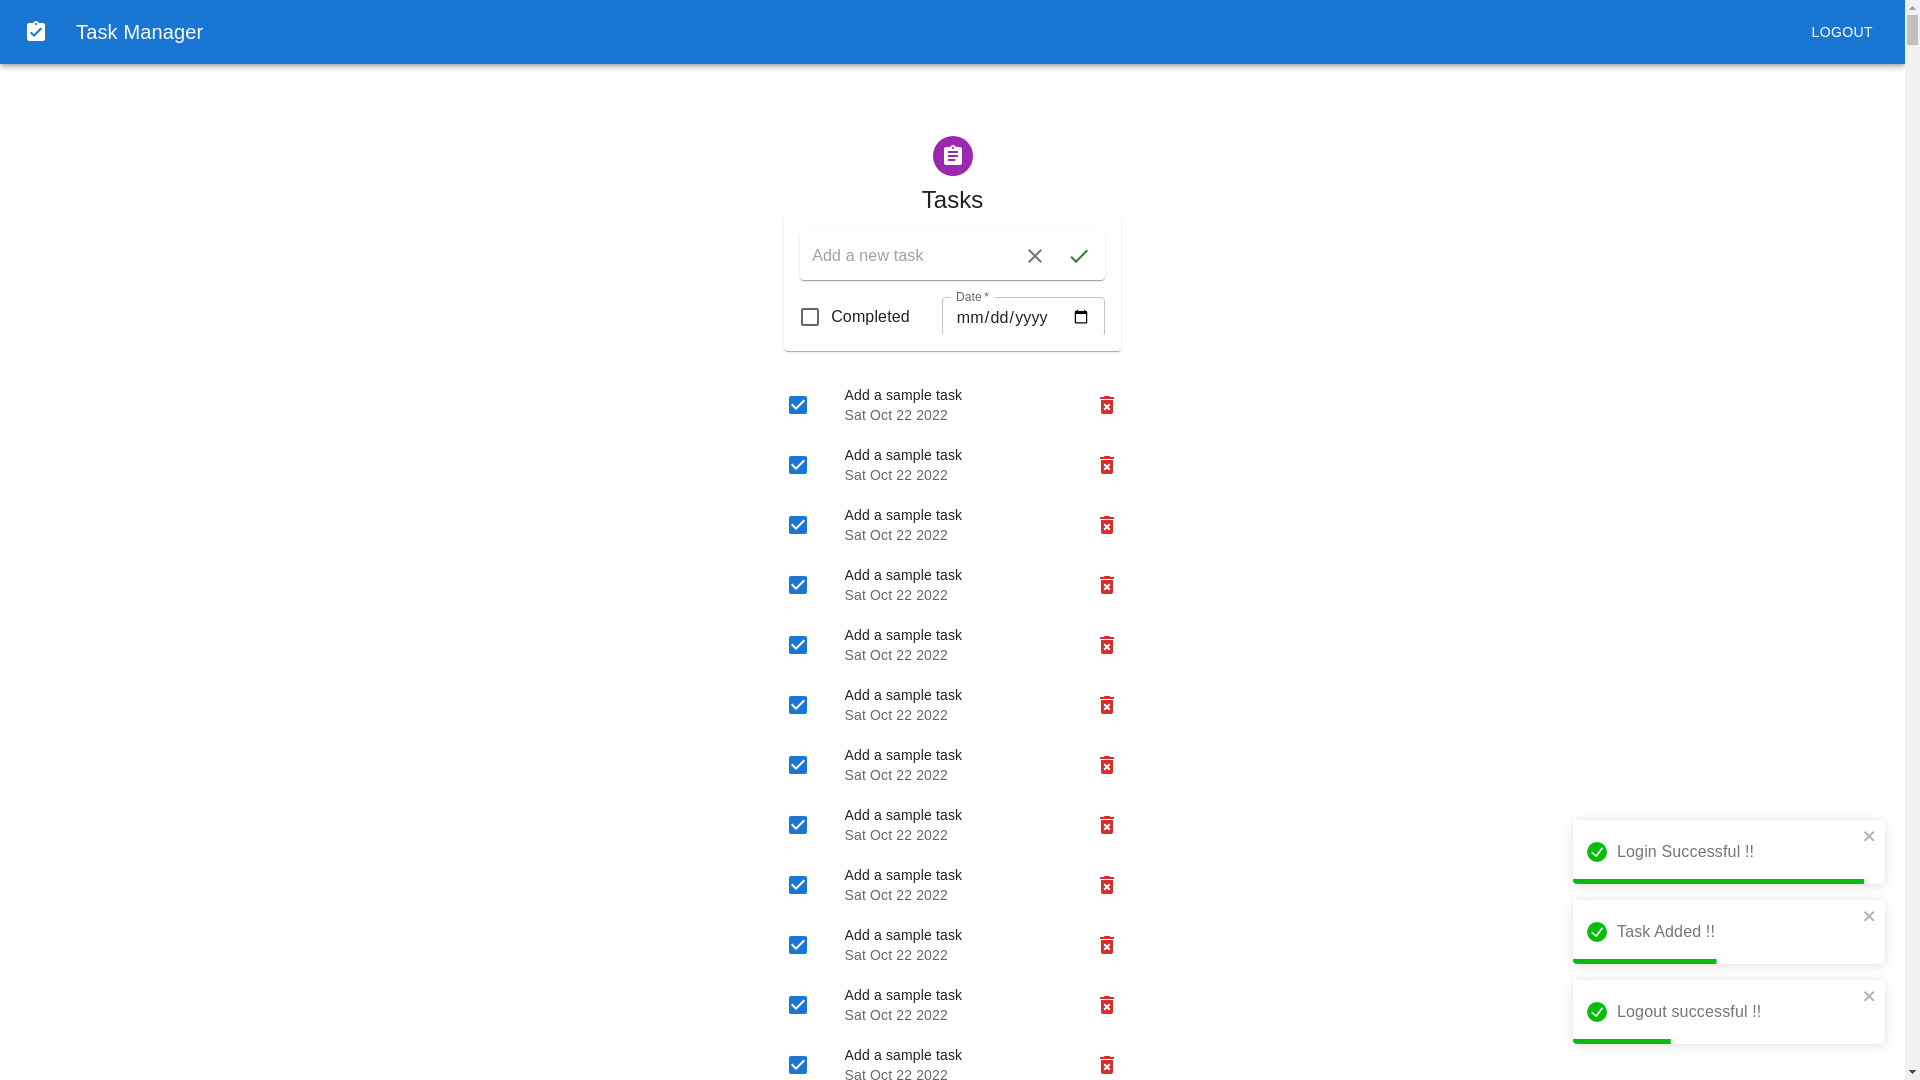 Task Manager
LOGOUT
Tasks
Add a new task
Completed
Date *
mm/dd/yyyy
Add a sample task
Sat Oct 22 2022
Add a sample task
Sat Oct 22 2022
Add a sample task
Sat Oct 22 2022
Add a sample task
Sat Oct 22 2022
Add a sample task
Sat Oct 22 2022
Add a sample task
Sat Oct 22 2022
Add a sample task
Sat Oct 22 2022
Add a sample task
Sat Oct 22 2022
Add a sample task
Sat Oct 22 2022
Add a sample task
Sat Oct 22 2022
Add a sample task
Sat Oct 22 2022
Add a sample task
Sat Oct 22 2022
Login Successful !!
Task Added !!
Logout successful !!